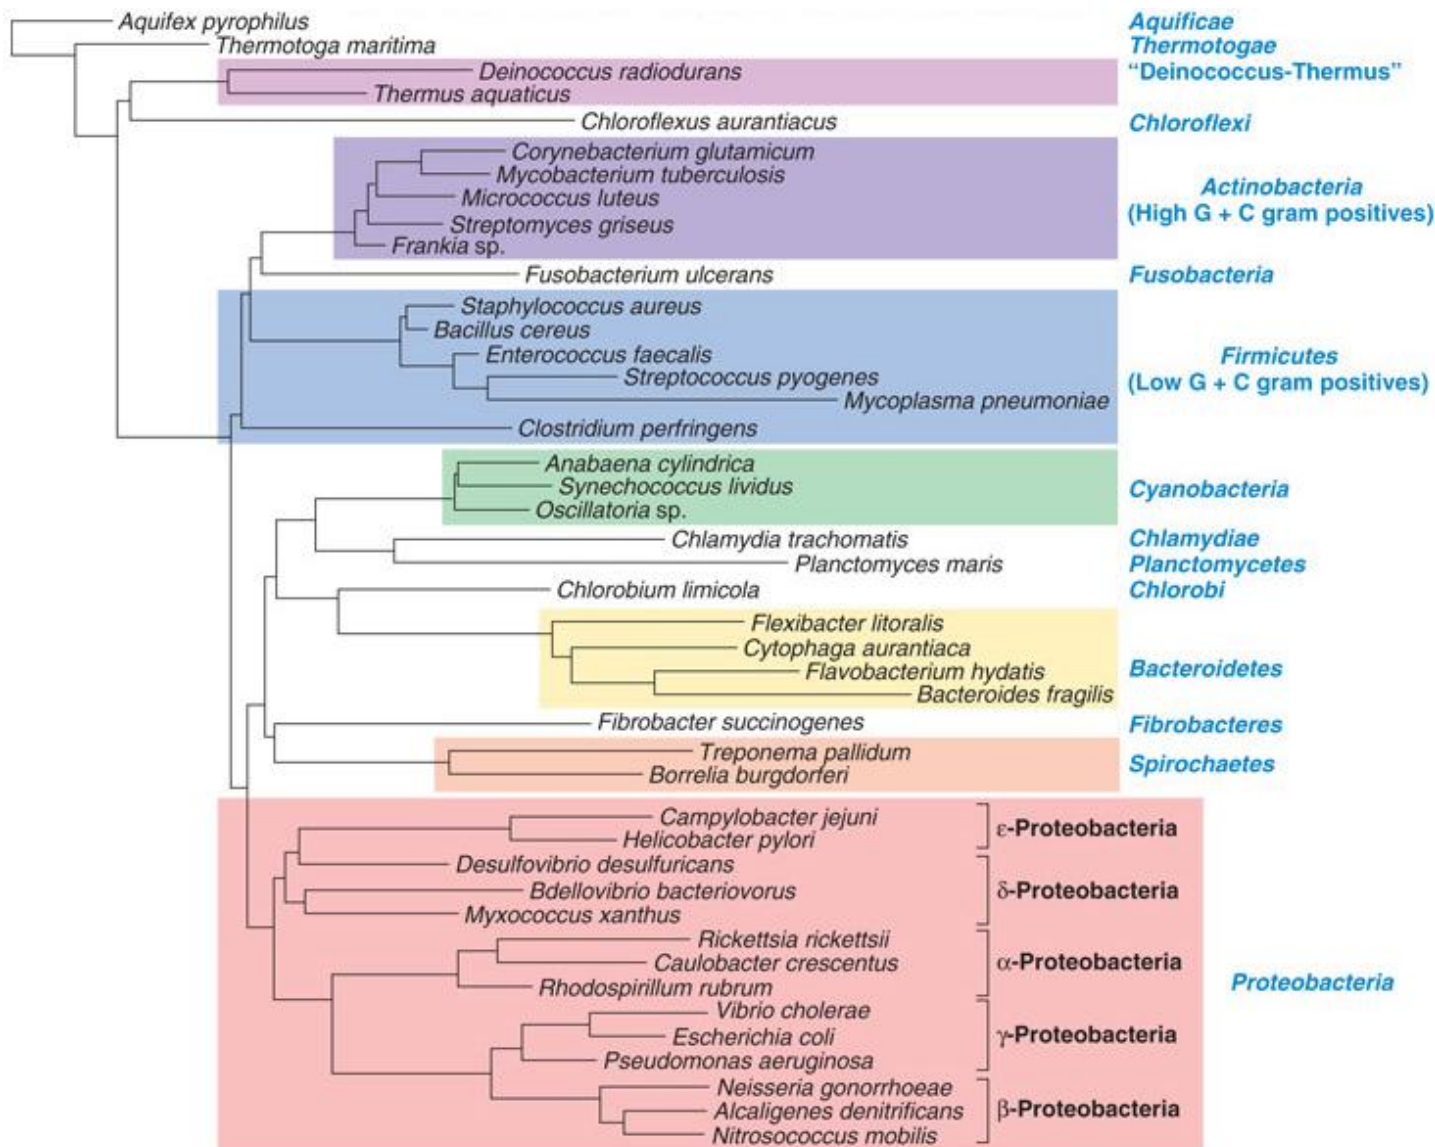 Aquifex pyrophilus
Aquificae
Thermotoga maritima
Thermotogae
Deinococcus radiodurans
“Deinococcus-Thermus”
Thermus aquaticus
Chloroflexus aurantiacus
Chloroflexi
Corynebacterium glutamicum
Mycobacterium tuberculosis
Micrococcus luteus
Streptomyces griseus
Frankia sp.
Actinobacteria
(High G + C gram positives)
Fusobacterium ulcerans
Fusobacteria
Staphylococcus aureus
Bacillus cereus
Enterococcus faecalis
Streptococcus pyogenes
Mycoplasma pneumoniae
Clostridium perfringens
Firmicutes
(Low G + C gram positives)
Anabaena cylindrica
Synechococcus lividus
Oscillatoria sp.
Cyanobacteria
Chlamydia trachomatis
Chlamydiae
Planctomyces maris
Planctomycetes
Chlorobium limicola
Chlorobi
Flexibacter litoralis
Cytophaga aurantiaca
Flavobacterium hydatis
Bacteroides fragilis
Bacteroidetes
Fibrobacter succinogenes
Fibrobacteres
Treponema pallidum
Borrelia burgdorferi
Spirochaetes
Campylobacter jejuni
Helicobacter pylori
ε-Proteobacteria
Desulfovibrio desulfuricans
Bdellovibrio bacteriovorus
Myxococcus xanthus
δ-Proteobacteria
Rickettsia rickettsii
Caulobacter crescentus
Rhodospirillum rubrum
α-Proteobacteria
Vibrio cholerae
Escherichia coli
Pseudomonas aeruginosa
γ-Proteobacteria
Neisseria gonorrhoeae
Alcaligenes denitrificans
Nitrosococcus mobilis
β-Proteobacteria
Proteobacteria